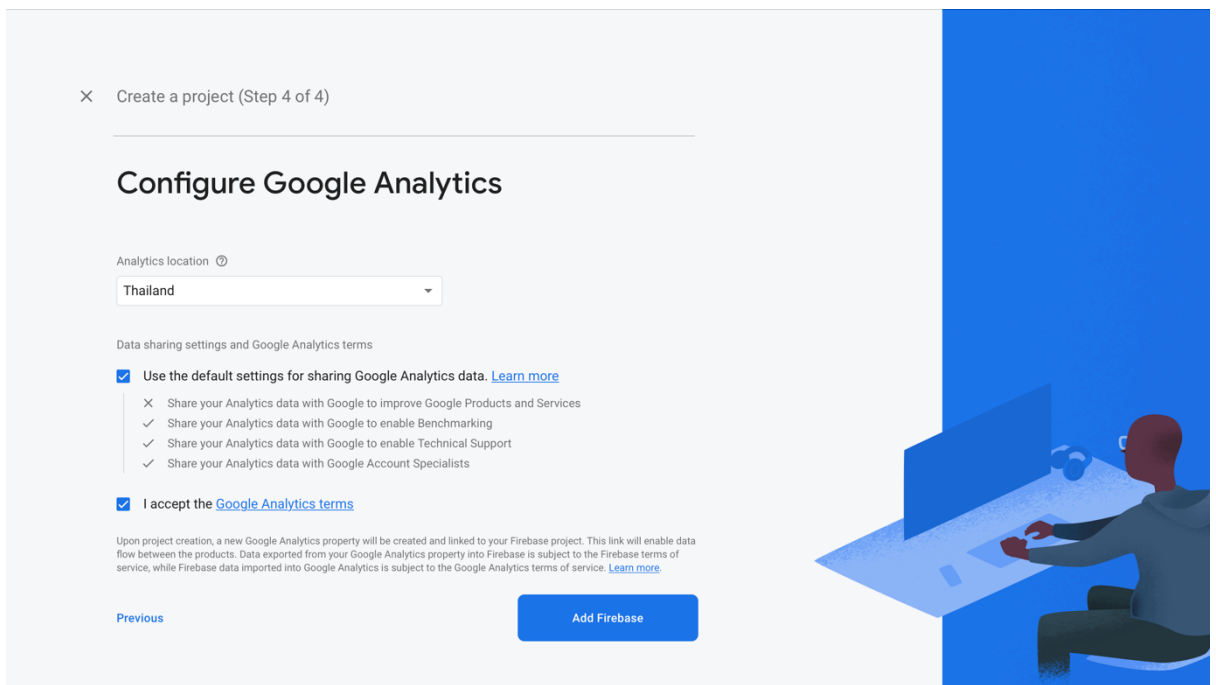 Create a project (Step 4 of 4)
Configure Google Analytics
Analytics location
Thailand
Data sharing settings and Google Analytics terms
Use the default settings for sharing Google Analytics data. Learn more
Share your Analytics data with Google to improve Google Products and Services
Share your Analytics data with Google to enable Benchmarking
Share your Analytics data with Google to enable Technical Support
Share your Analytics data with Google Account Specialists
I accept the Google Analytics terms
Upon project creation, a new Google Analytics property will be created and linked to your Firebase project. This link will enable data
flow between the products. Data exported from your Google Analytics property into Firebase is subject to the Firebase terms of
service, while Firebase data imported into Google Analytics is subject to the Google Analytics terms of service. Learn more.
Previous
Add Firebase